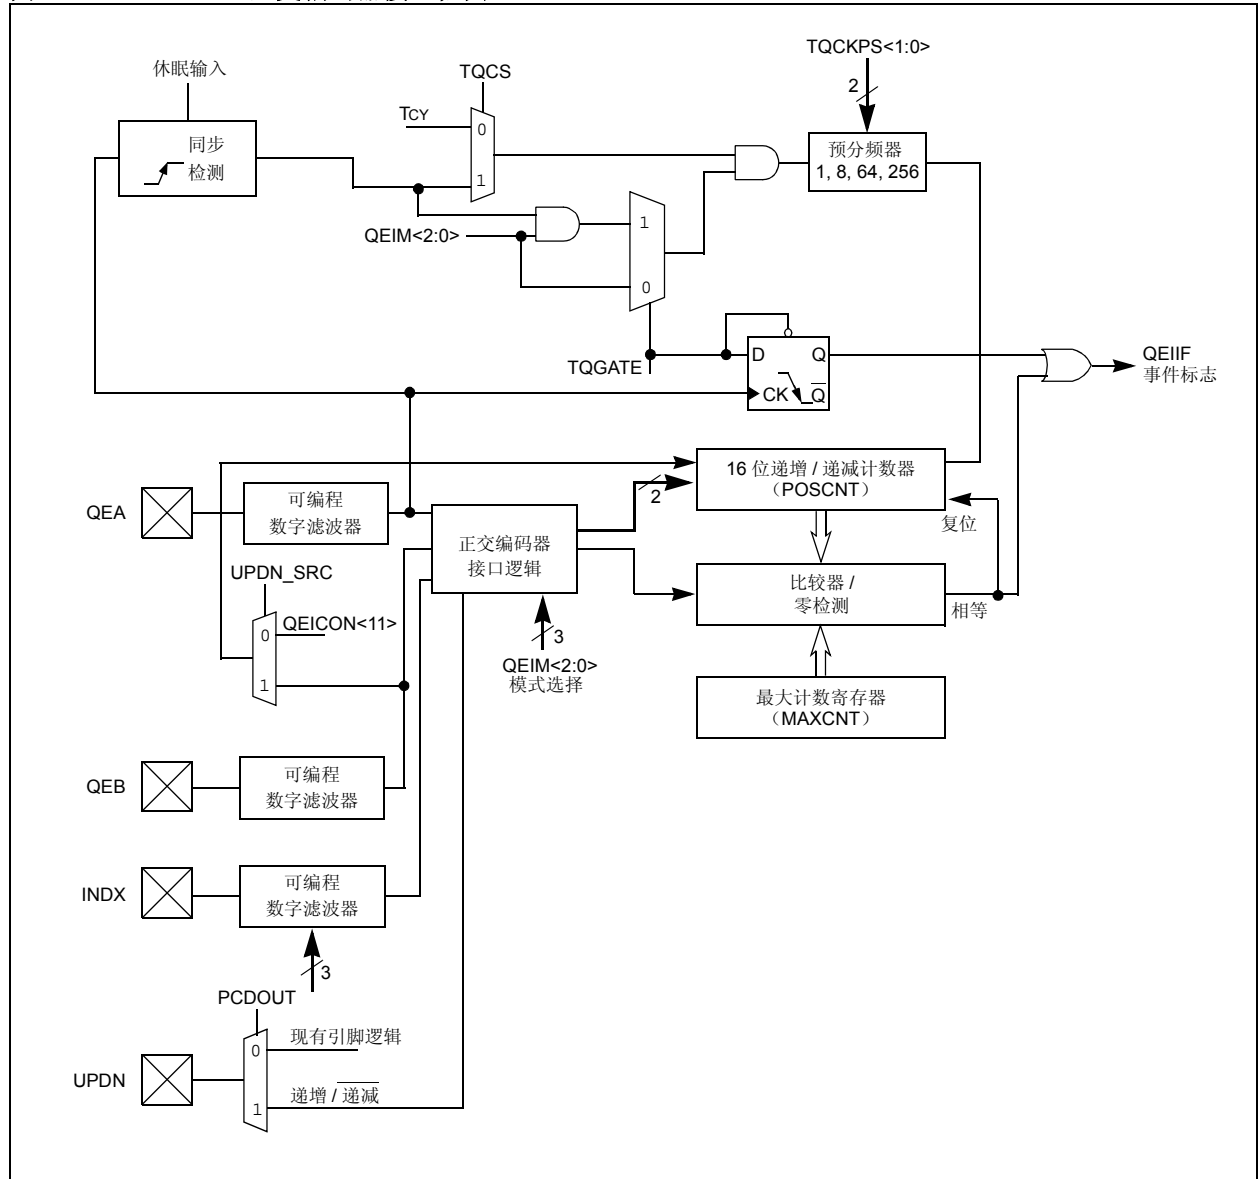 TQCKPS<1:0>
休眠输入
TQCS
2
TCY
0
同步
检测
1
预分频器
1, 8, 64, 256
QEIM<2:0>
1
0
TQGATE
D
Q
CK
Q
QEIIF
事件标志
16 位递增 / 递减计数器
（POSCNT）
2
复位
QEA
可编程
数字滤波器
正交编码器
接口逻辑
UPDN_SRC
0
QEICON<11>
1
比较器 /
零检测
相等
3
QEIM<2:0>
模式选择
最大计数寄存器
（MAXCNT）
QEB
可编程
数字滤波器
INDX
可编程
数字滤波器
3
PCDOUT
0
现有引脚逻辑
UPDN
1
递增 / 递减